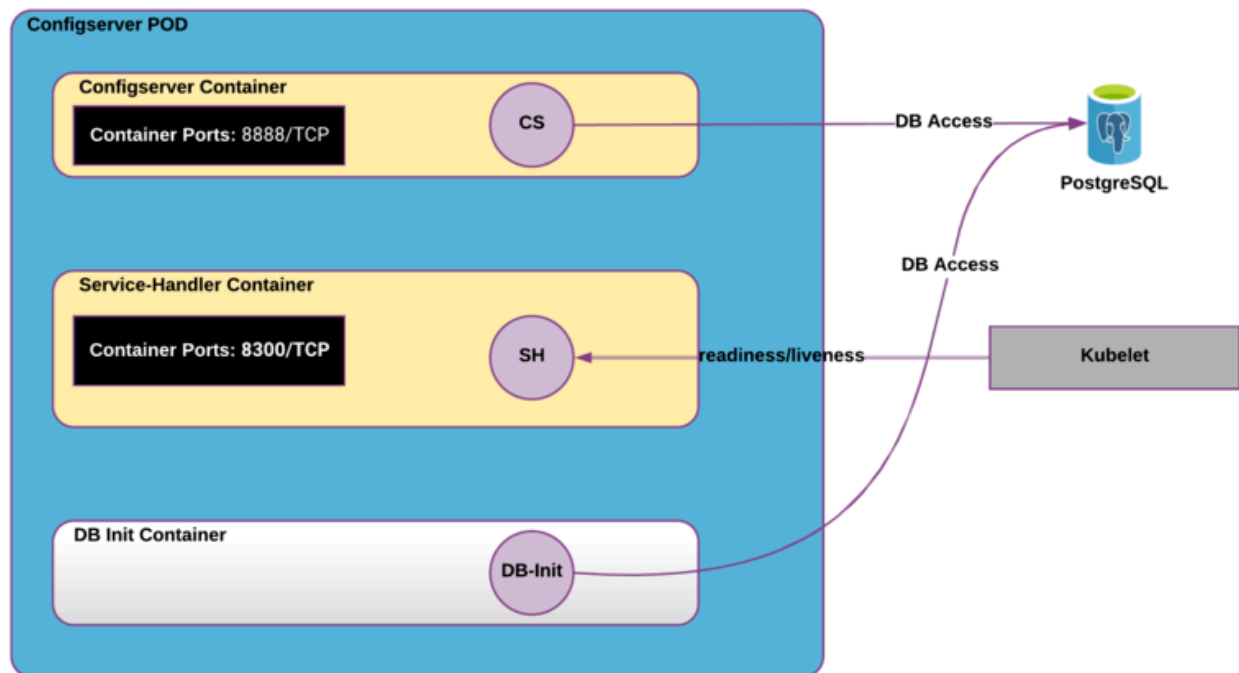 Configserver POD
Configserver Container
Container Ports: 8888/TCP
CS
DB Access
PostgreSQL
DB Access
Service-Handler Container
Container Ports: 8300/TCP
SH
readiness/liveness
Kubelet
DB Init Container
DB-Init